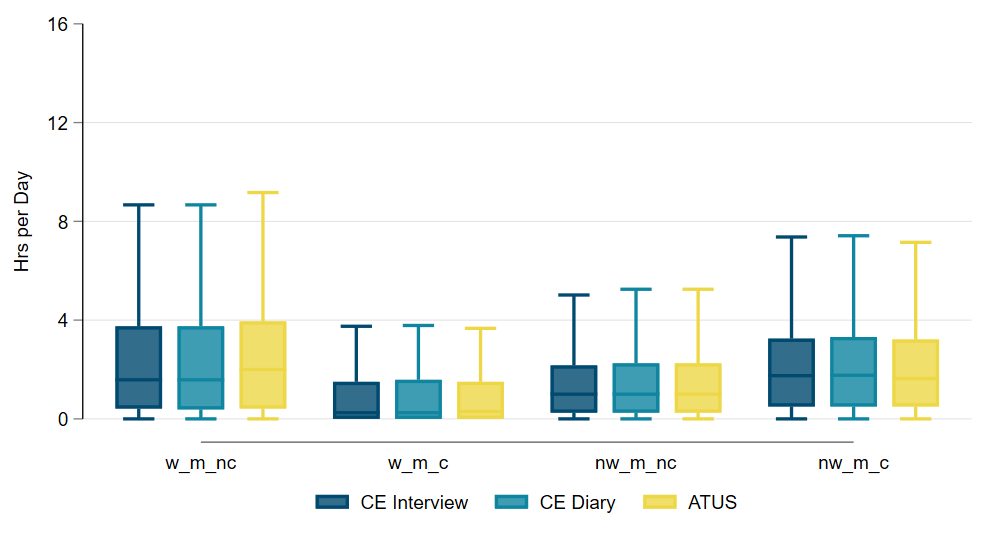 16
12
8
4
0
Hrs per Day
w_m_nc
w_m_c
nw_m_nc
nw_m_c
CE Interview
CE Diary
ATUS